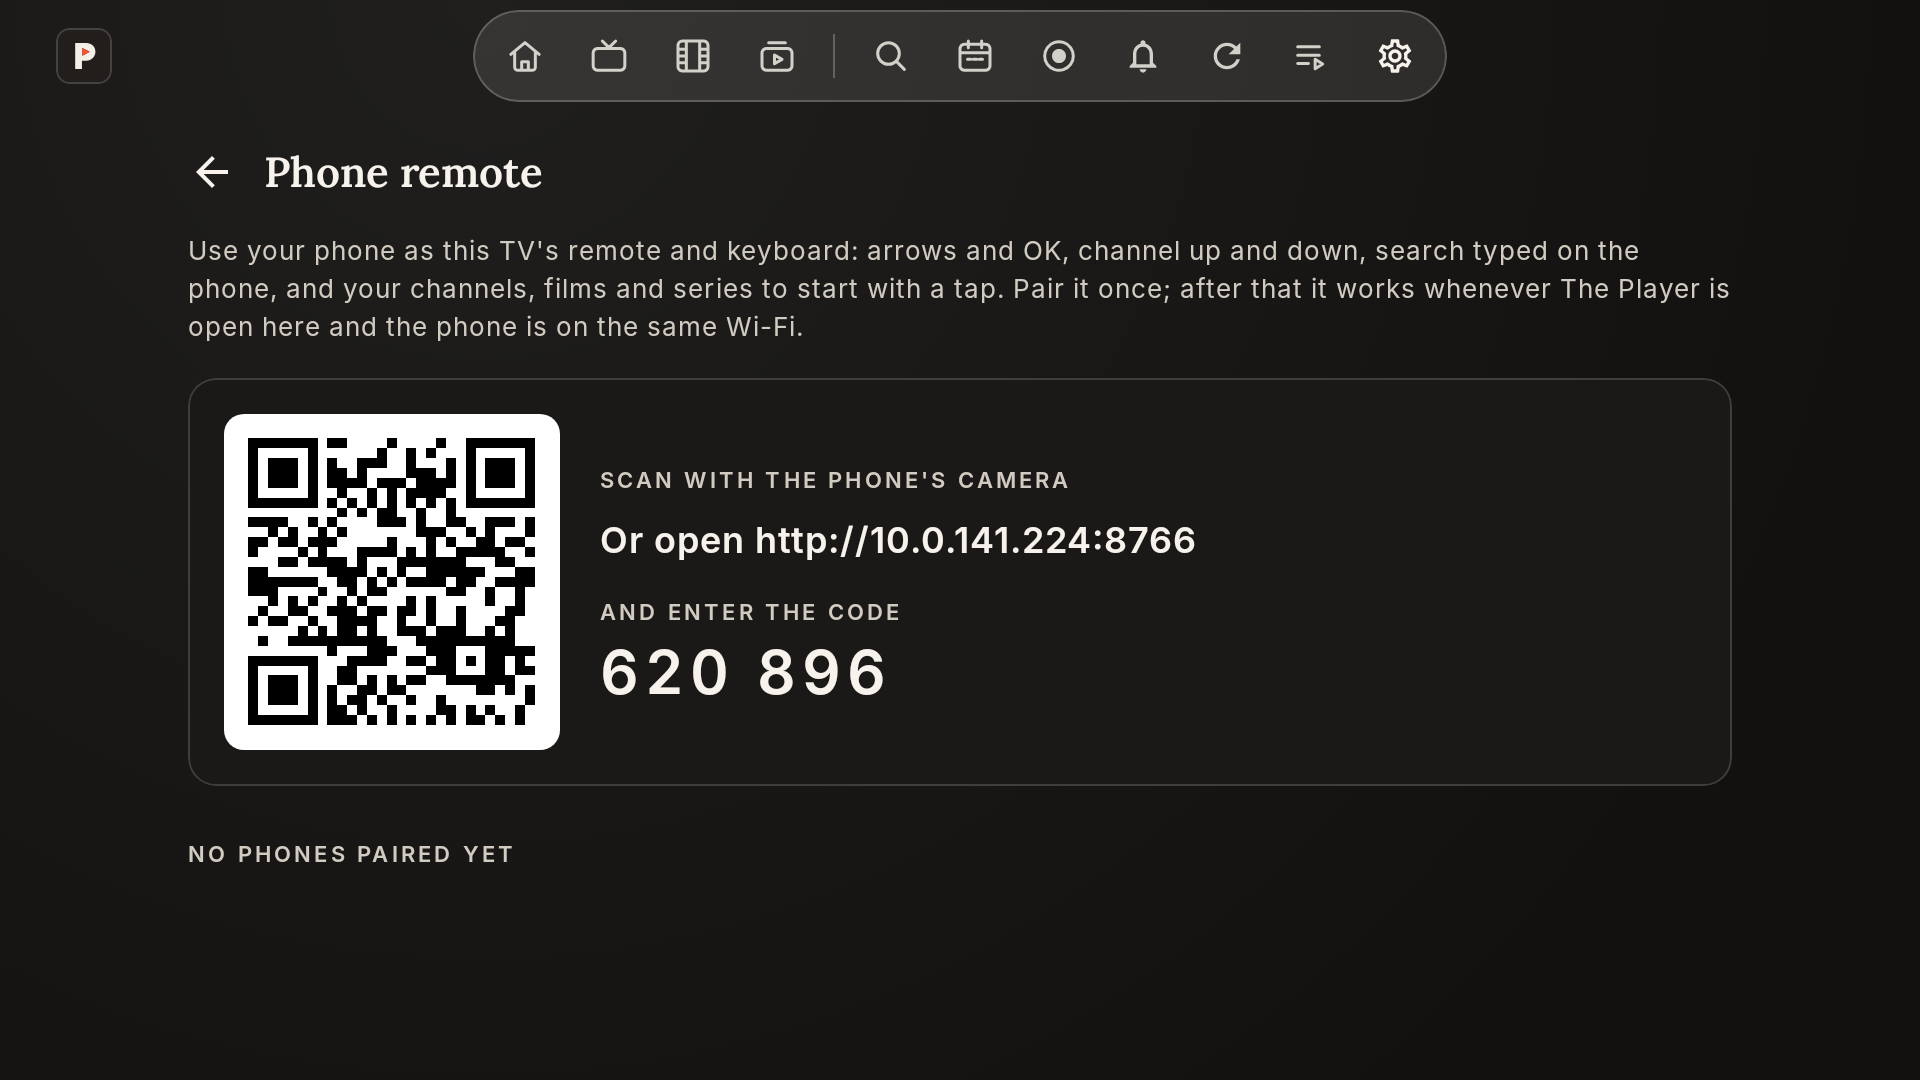 P
Phone remote
Use your phone as this TV's remote and keyboard: arrows and OK, channel up and down, search typed on the
phone, and your channels, films and series to start with a tap. Pair it once; after that it works whenever The Player is
open here and the phone is on the same Wi-Fi.
SCAN WITH THE PHONE'S CAMERA
Or open http://10.0.141.224:8766
AND ENTER THE CODE
620 896
NO PHONES PAIRED YET